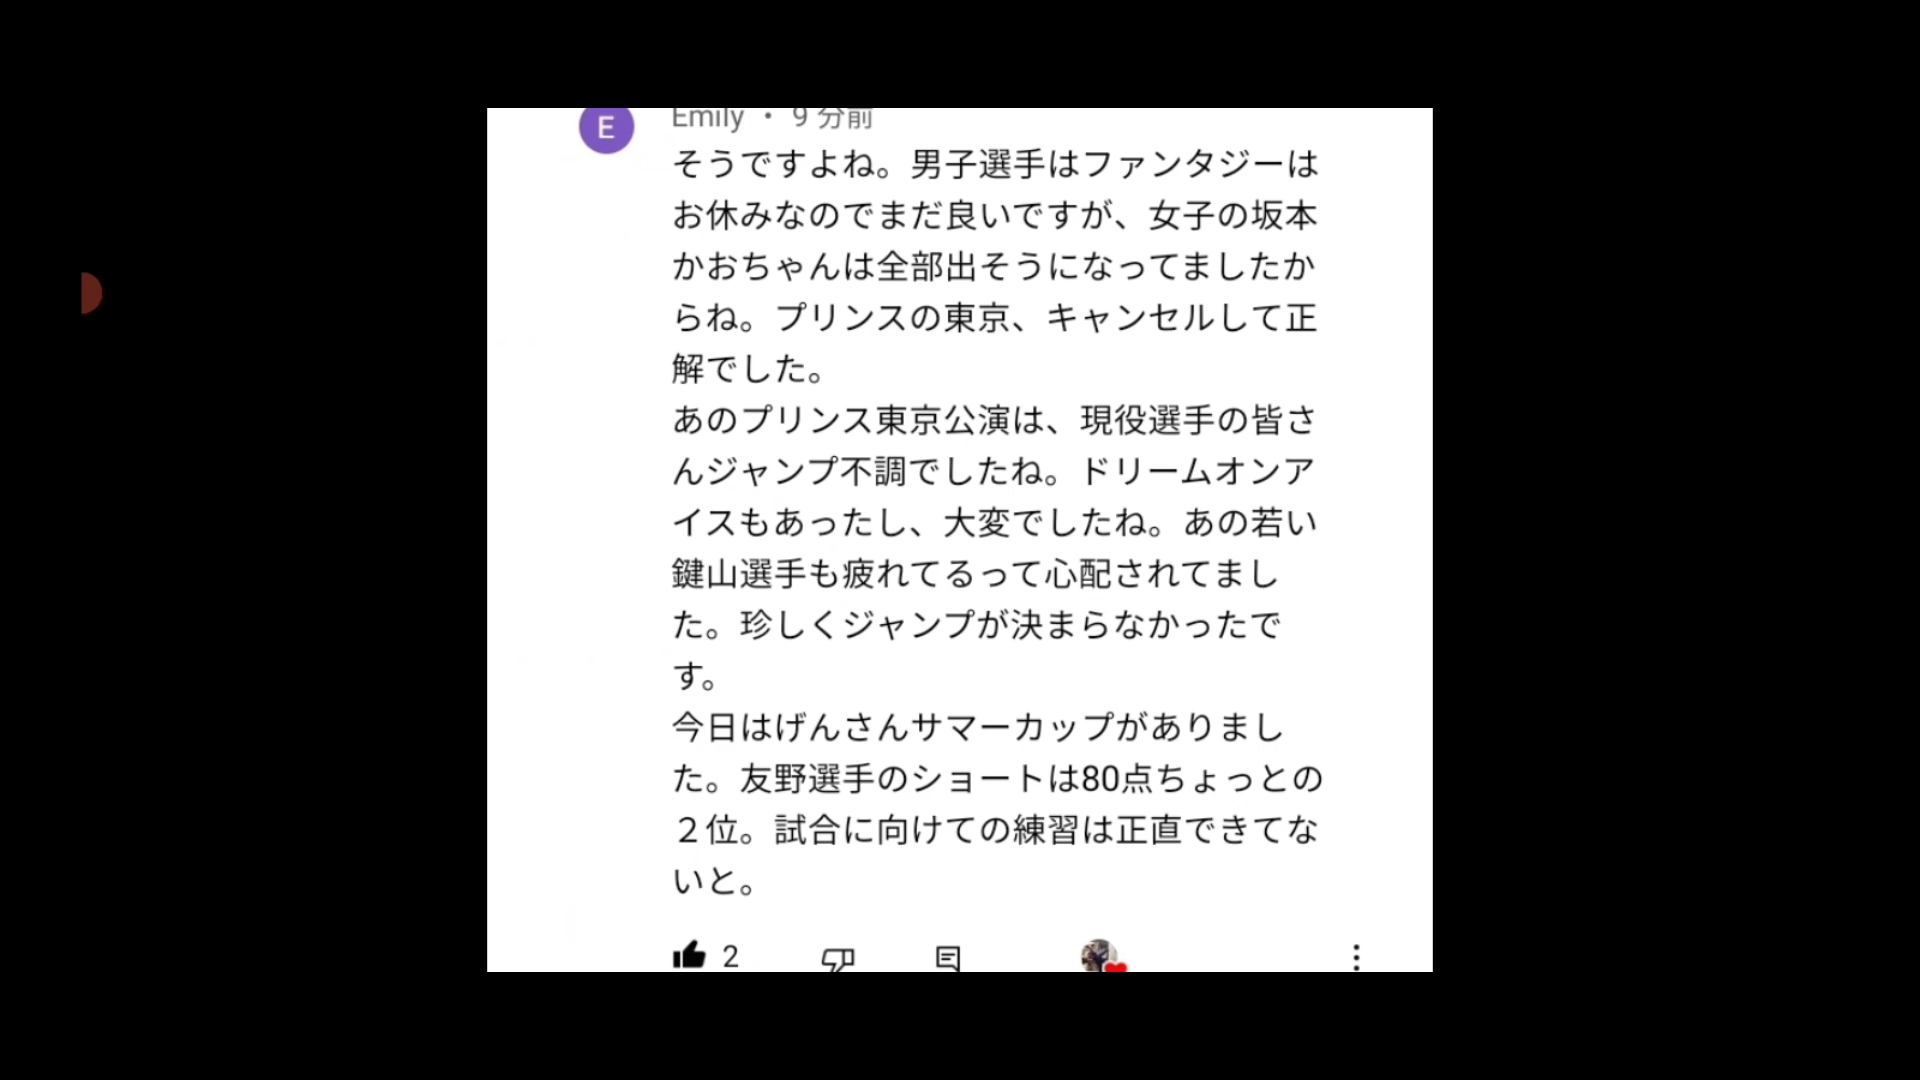 E
Emily・9 分前
そうですよね。男子選手はファンタジーは
お休みなのでまだ良いですが、女子の坂本
かおちゃんは全部出そうになってましたか
らね。プリンスの東京、キャンセルして正
解でした。
あのプリンス東京公演は、現役選手の皆さ
んジャンプ不調でしたね。ドリームオンア
イスもあったし、大変でしたね。あの若い
鍵山選手も疲れてるって心配されてまし
た。珍しくジャンプが決まらなかったで
す。
今日はげんさんサマーカップがありまし
た。友野選手のショートは80点ちょっとの
２位。試合に向けての練習は正直できてな
いと。
2